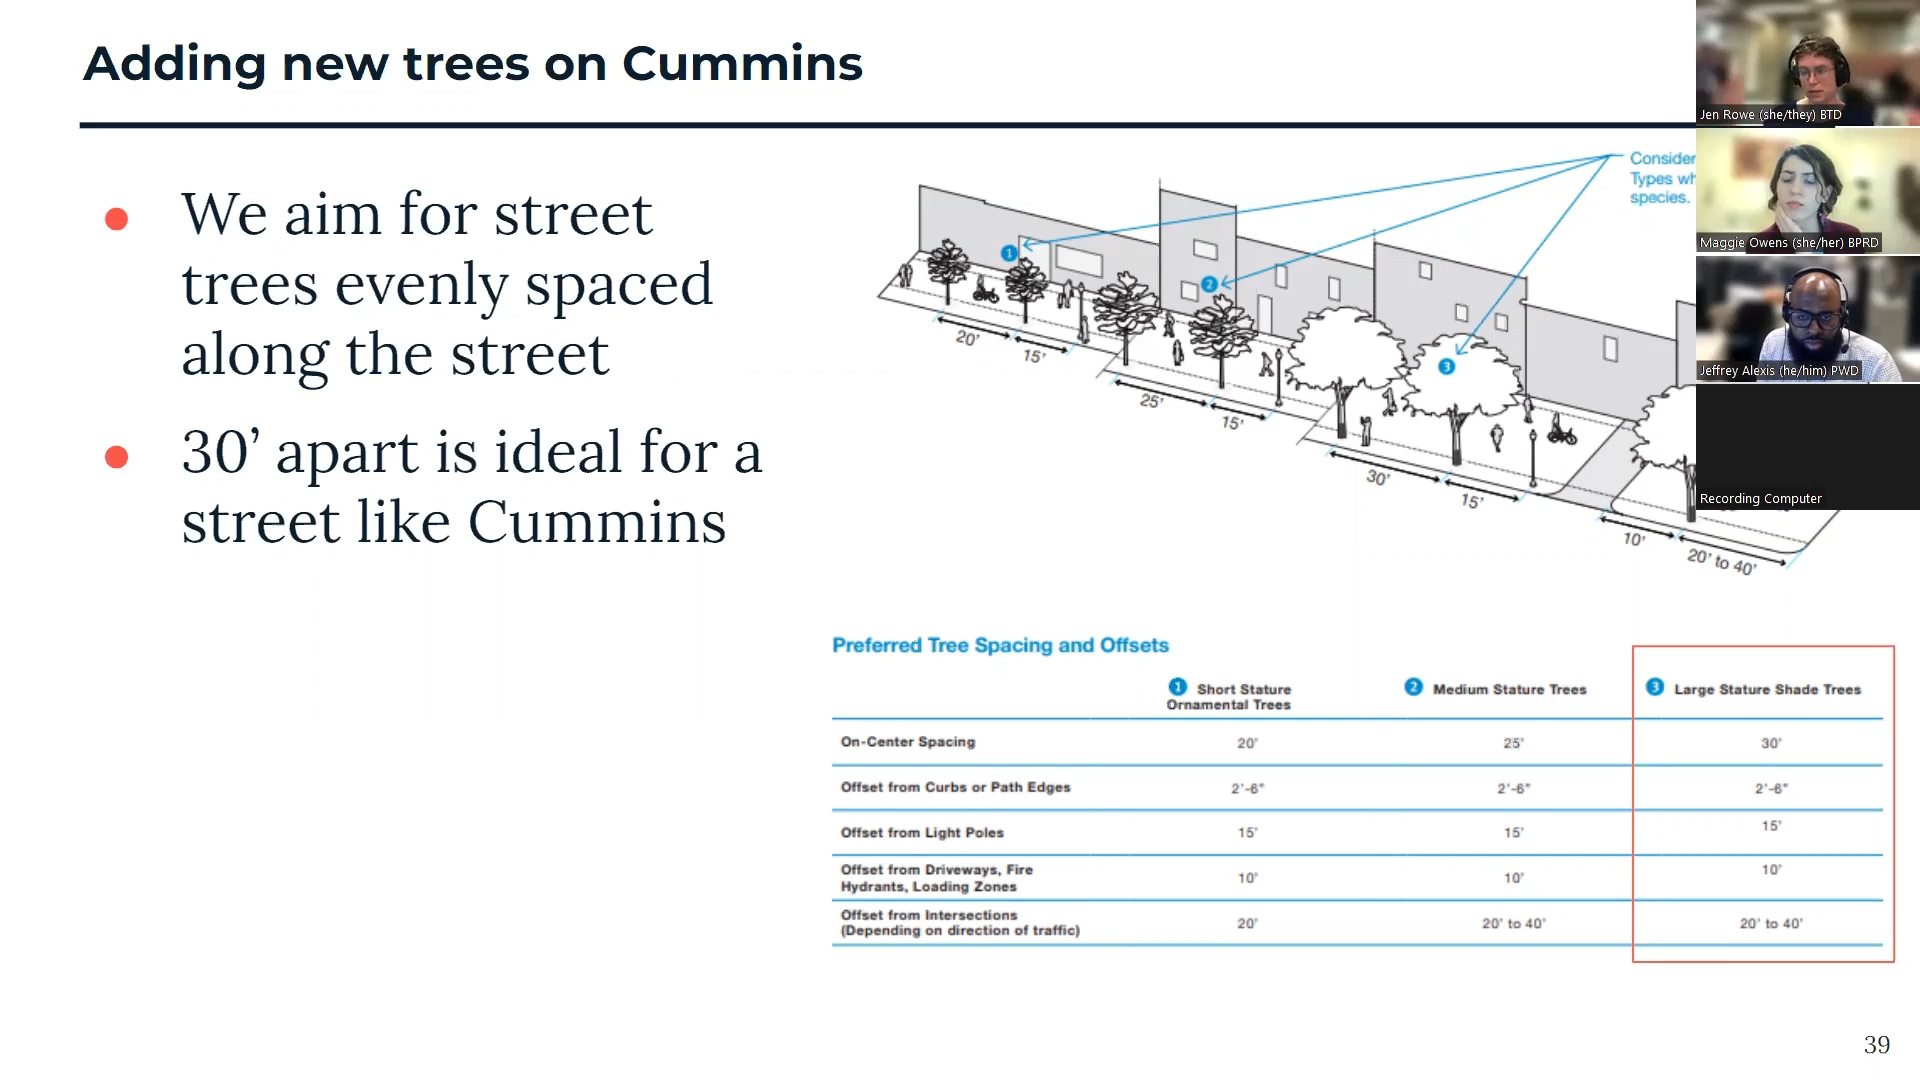 Adding new trees on Cummins
● We aim for street
trees evenly spaced
along the street
● 30’ apart is ideal for a
street like Cummins
Consider
Types wh
species.
1
2
3
20'
15'
25'
15'
30'
15'
10'
20' to 40'
Preferred Tree Spacing and Offsets
1 Short Stature
Ornamental Trees
2 Medium Stature Trees
3 Large Stature Shade Trees
On-Center Spacing 20' 25' 30'
Offset from Curbs or Path Edges 2'-6" 2'-6" 2'-6"
Offset from Light Poles 15' 15' 15'
Offset from Driveways, Fire
Hydrants, Loading Zones 10' 10' 10'
Offset from Intersections
(Depending on direction of traffic) 20' 20' to 40' 20' to 40'
Jen Rowe (she/they) BTD
Maggie Owens (she/her) BPRD
Jeffrey Alexis (he/him) PWD
Recording Computer
39